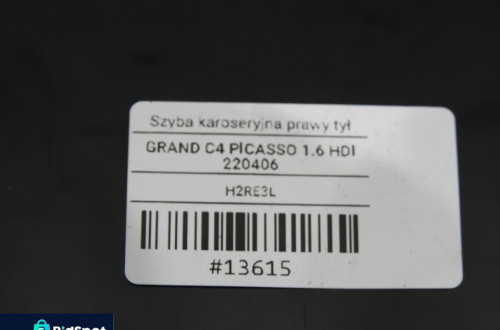 Szyba karoseryjna prawy tył
GRAND C4 PICASSO 1.6 HDI
220406
H2RE3L
#13615